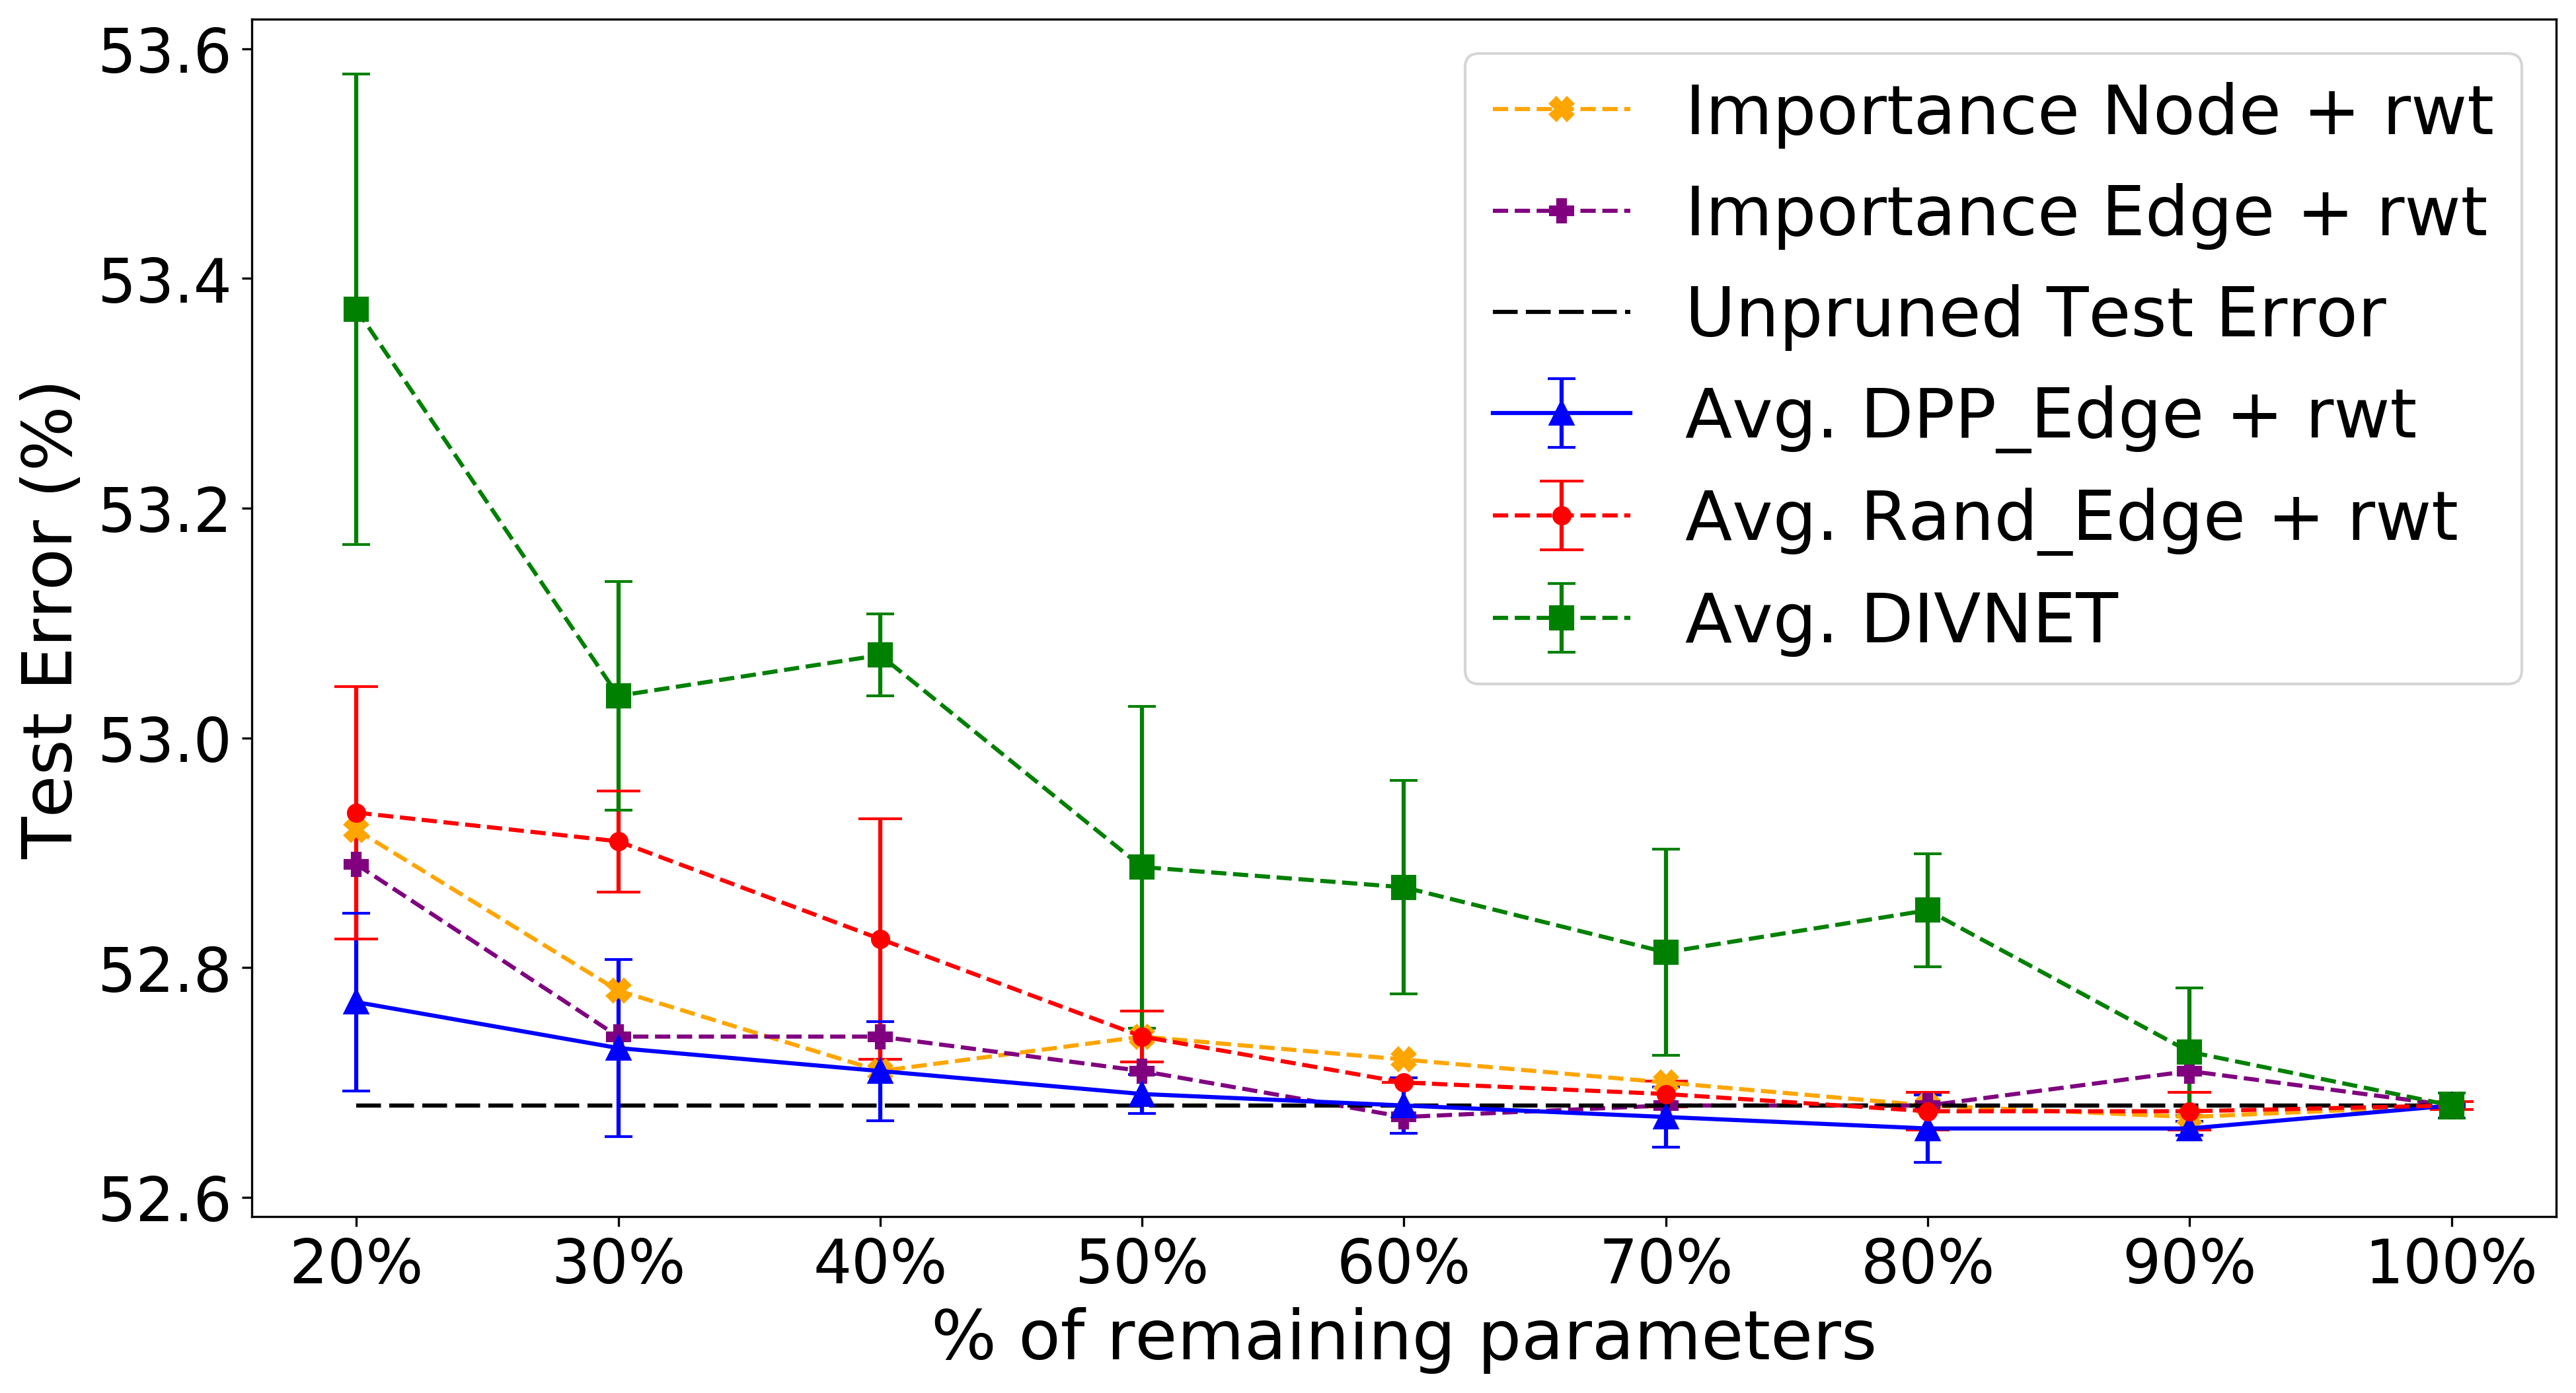 53.6
53.4
53.2
53.0
52.8
52.6
Test Error (%)
Importance Node + rwt
Importance Edge + rwt
Unpruned Test Error
Avg. DPP_Edge + rwt
Avg. Rand_Edge + rwt
Avg. DIVNET
20% 30% 40% 50% 60% 70% 80% 90% 100%
% of remaining parameters